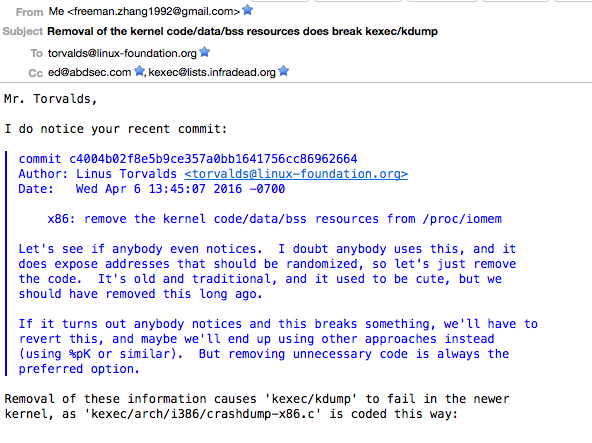 From Me <freeman.zhang1992@gmail.com>
Subject Removal of the kernel code/data/bss resources does break kexec/kdump
To torvalds@linux-foundation.org
Cc ed@abdsec.com, kexec@lists.infradead.org
Mr. Torvalds,
I do notice your recent commit:
commit c4004b02f8e5b9ce357a0bb1641756cc86962664
Author: Linus Torvalds <torvalds@linux-foundation.org>
Date:   Wed Apr 6 13:45:07 2016 -0700
x86: remove the kernel code/data/bss resources from /proc/iomem
Let's see if anybody even notices.  I doubt anybody uses this, and it
does expose addresses that should be randomized, so let's just remove
the code.  It's old and traditional, and it used to be cute, but we
should have removed this long ago.
If it turns out anybody notices and this breaks something, we'll have to
revert this, and maybe we'll end up using other approaches instead
(using %pK or similar).  But removing unnecessary code is always the
preferred option.
Removal of these information causes 'kexec/kdump' to fail in the newer
kernel, as 'kexec/arch/i386/crashdump-x86.c' is coded this way: